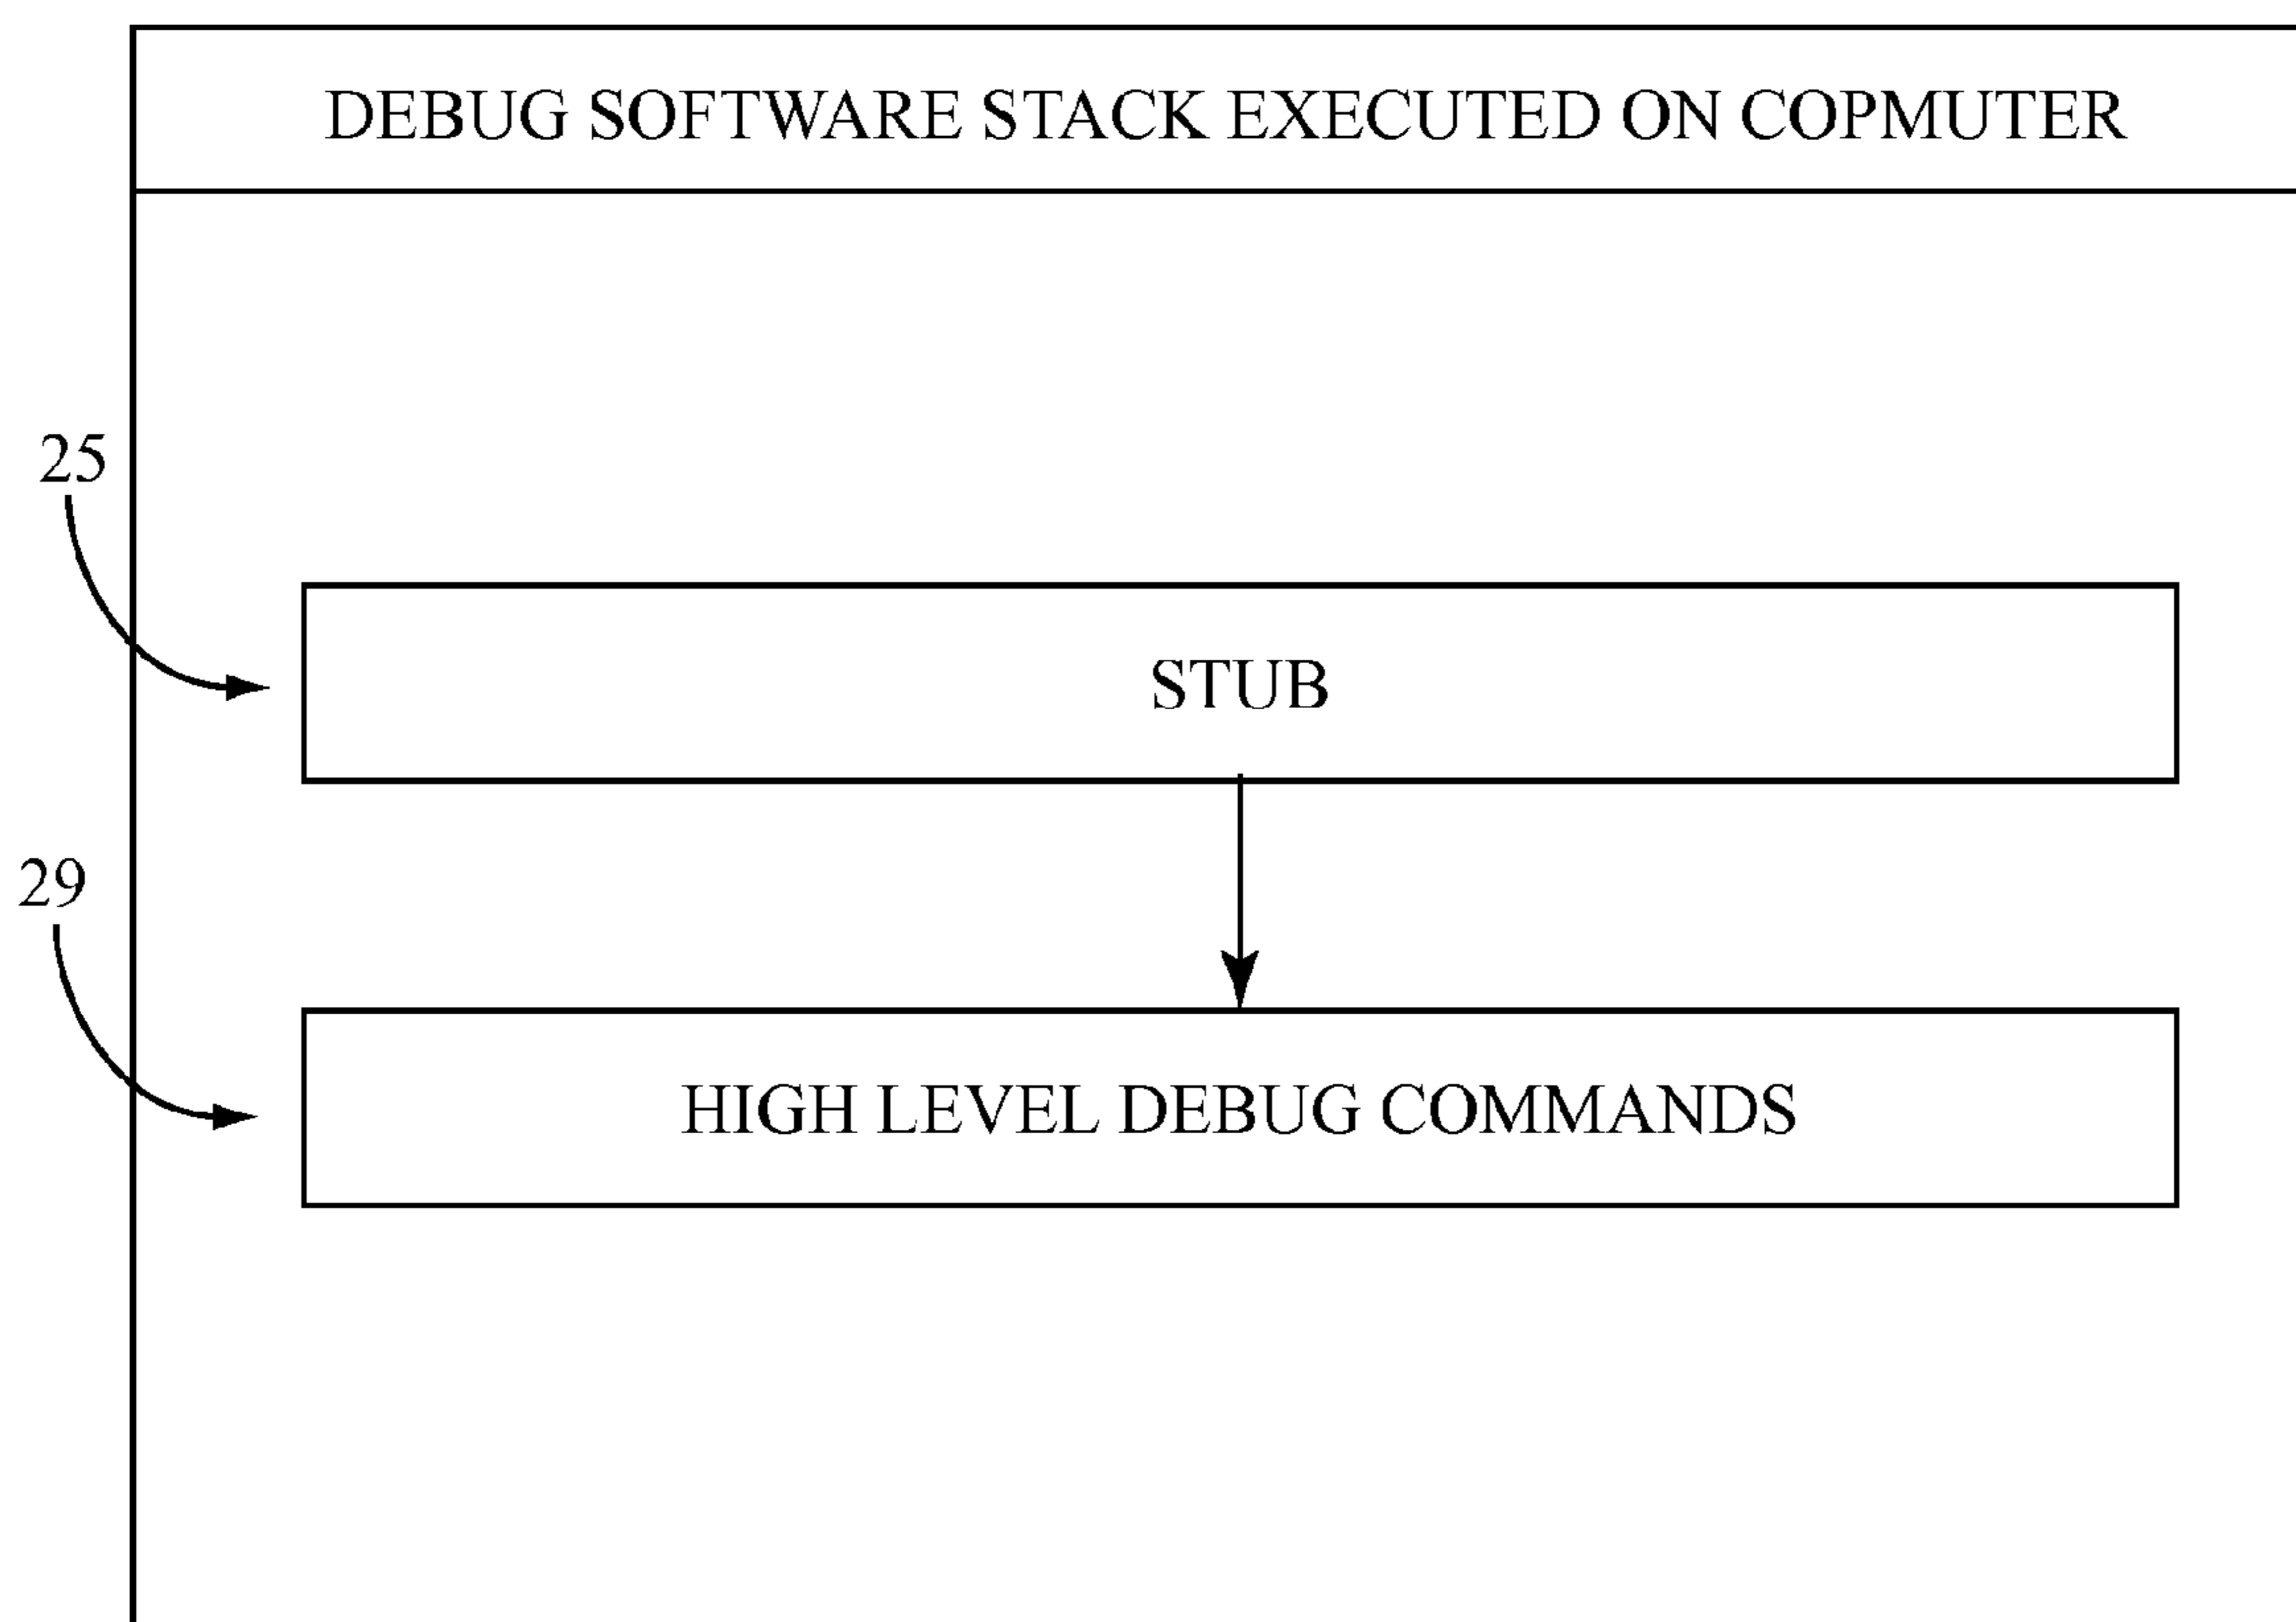 DEBUG SOFTWARE STACK EXECUTED ON COPMUTER
25
STUB
29
HIGH LEVEL DEBUG COMMANDS